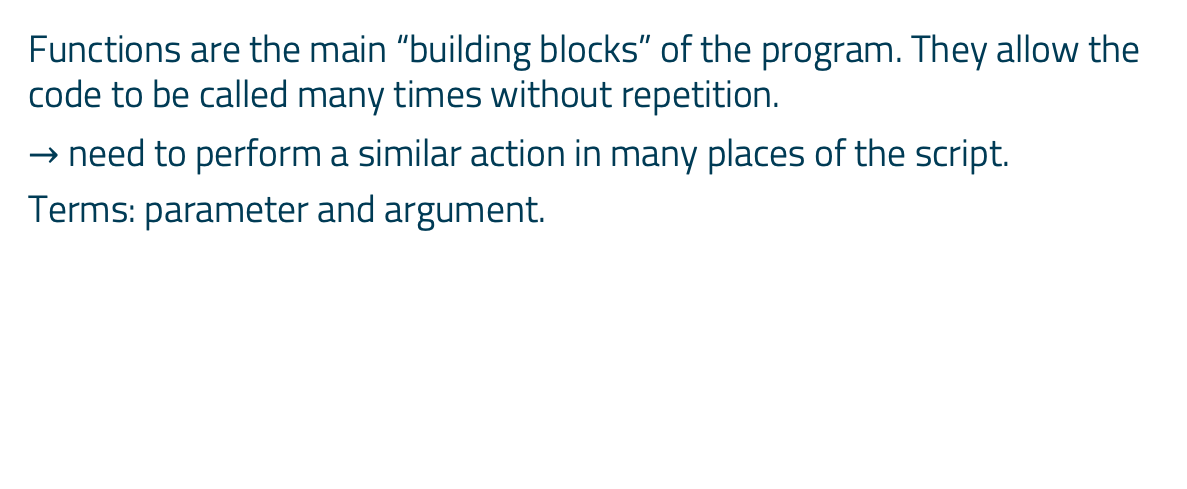 Functions are the main “building blocks” of the program. They allow the
code to be called many times without repetition.
→ need to perform a similar action in many places of the script.
Terms: parameter and argument.